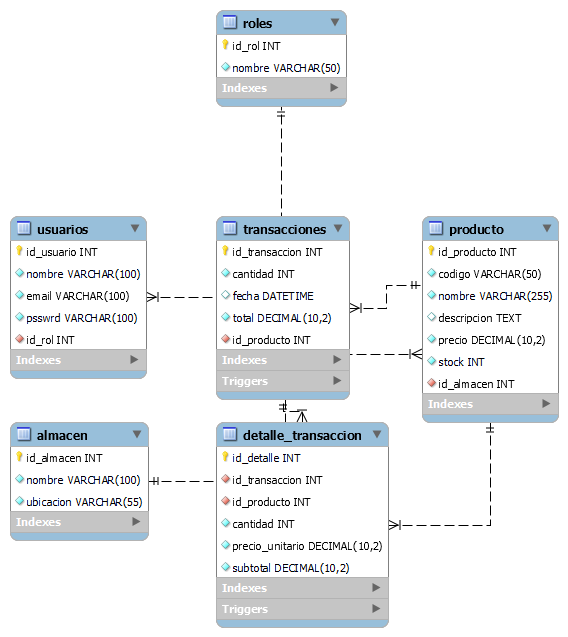 roles
id_rol INT
nombre VARCHAR(50)
Indexes
usuarios
id_usuario INT
nombre VARCHAR(100)
email VARCHAR(100)
psswrd VARCHAR(100)
id_rol INT
Indexes
transacciones
id_transaccion INT
cantidad INT
fecha DATETIME
total DECIMAL(10,2)
id_producto INT
Indexes
Triggers
producto
id_producto INT
codigo VARCHAR(50)
nombre VARCHAR(255)
descripcion TEXT
precio DECIMAL(10,2)
stock INT
id_almacen INT
Indexes
almacen
id_almacen INT
nombre VARCHAR(100)
ubicacion VARCHAR(55)
Indexes
detalle_transaccion
id_detalle INT
id_transaccion INT
id_producto INT
cantidad INT
precio_unitario DECIMAL(10,2)
subtotal DECIMAL(10,2)
Indexes
Triggers